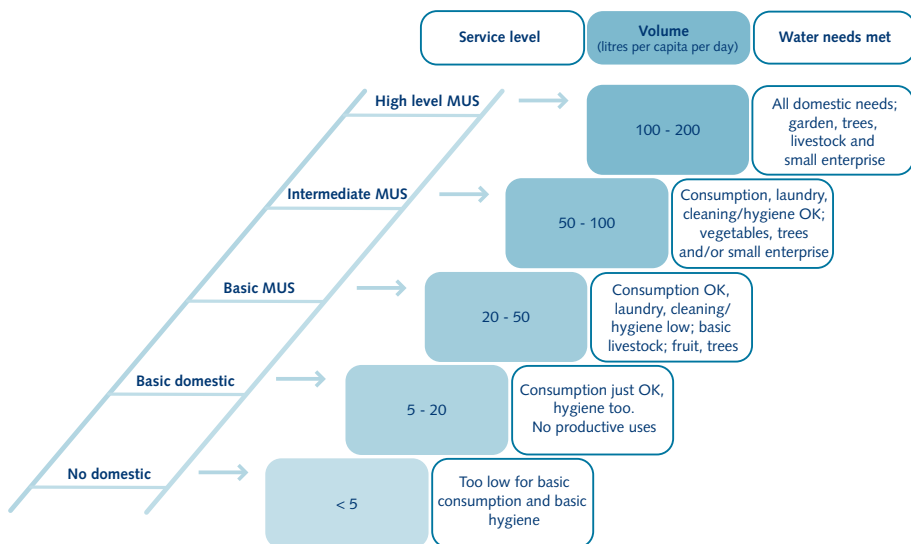 Service level
Volume
(litres per capita per day)
Water needs met
High level MUS
100 - 200
All domestic needs;
garden, trees,
livestock and
small enterprise
Intermediate MUS
50 - 100
Consumption, laundry,
cleaning/hygiene OK;
vegetables, trees
and/or small enterprise
Basic MUS
20 - 50
Consumption OK,
laundry, cleaning/
hygiene low; basic
livestock; fruit, trees
Basic domestic
5 - 20
Consumption just OK,
hygiene too.
No productive uses
No domestic
< 5
Too low for basic
consumption and basic
hygiene